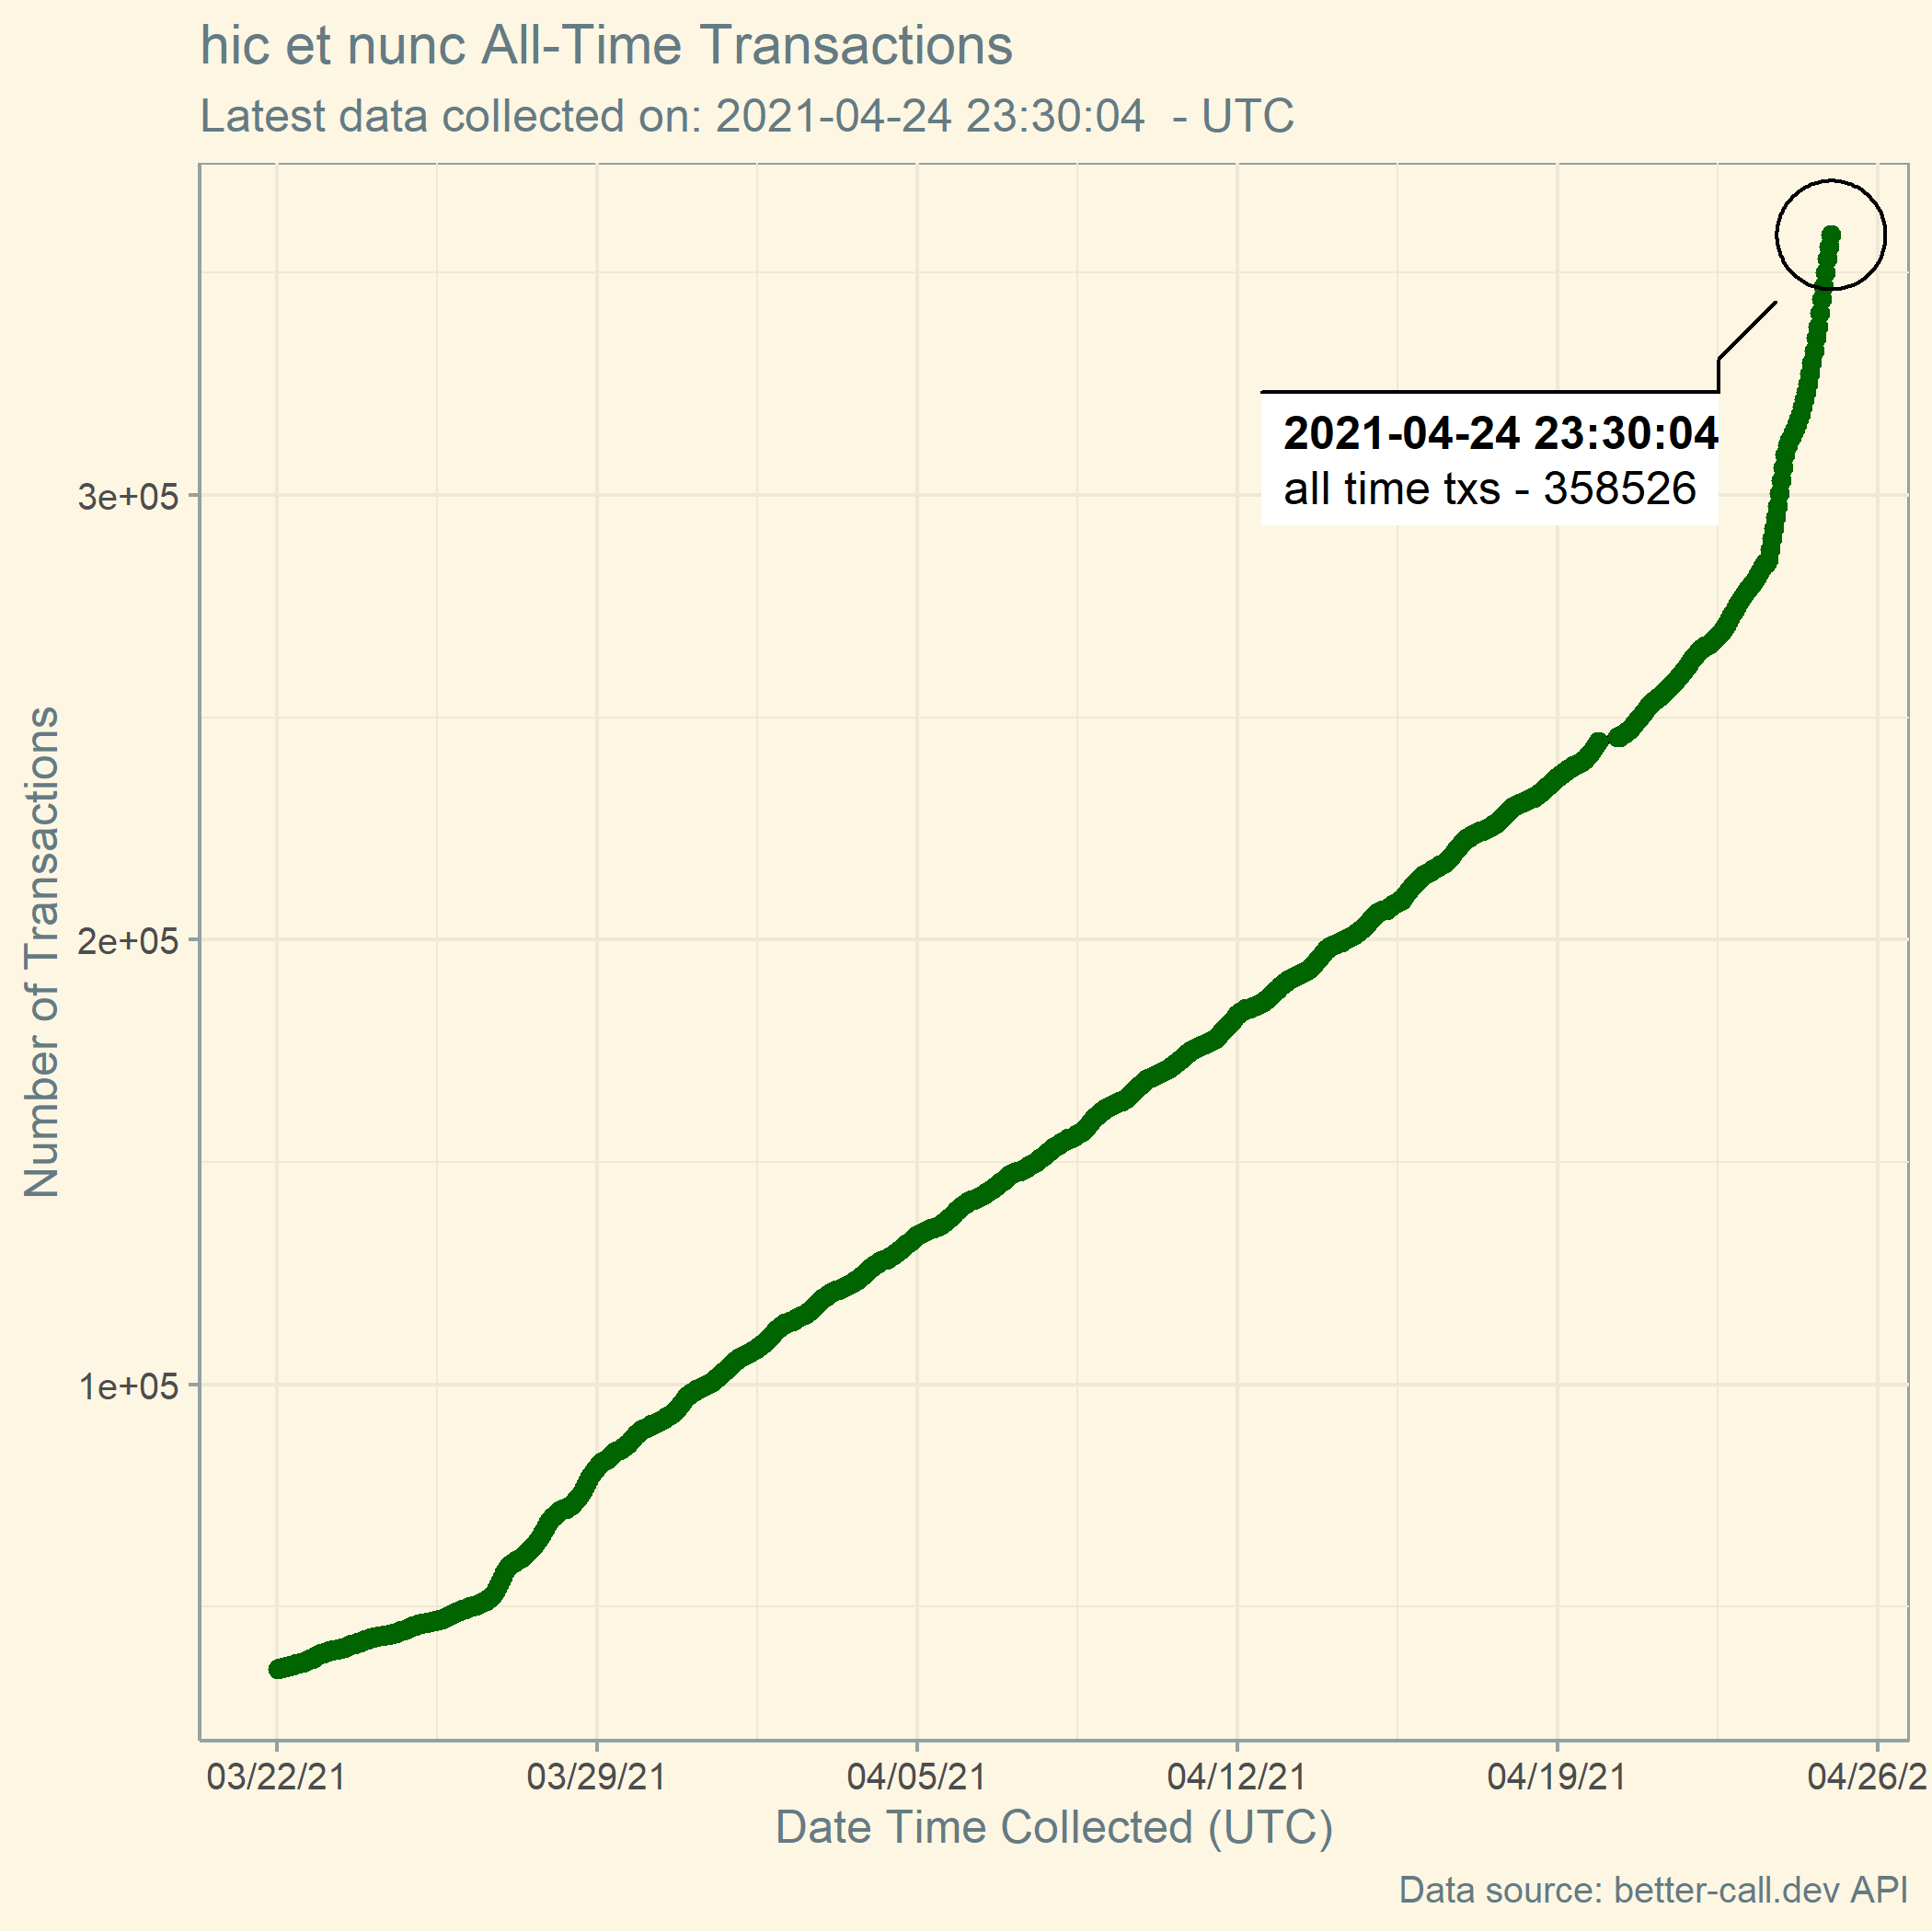 hic et nunc All-Time Transactions
Latest data collected on: 2021-04-24 23:30:04  - UTC
2021-04-24 23:30:04
all time txs - 358526
3e+05
2e+05
1e+05
Number of Transactions
03/22/21 03/29/21 04/05/21 04/12/21 04/19/21 04/26/2
Date Time Collected (UTC)
Data source: better-call.dev API